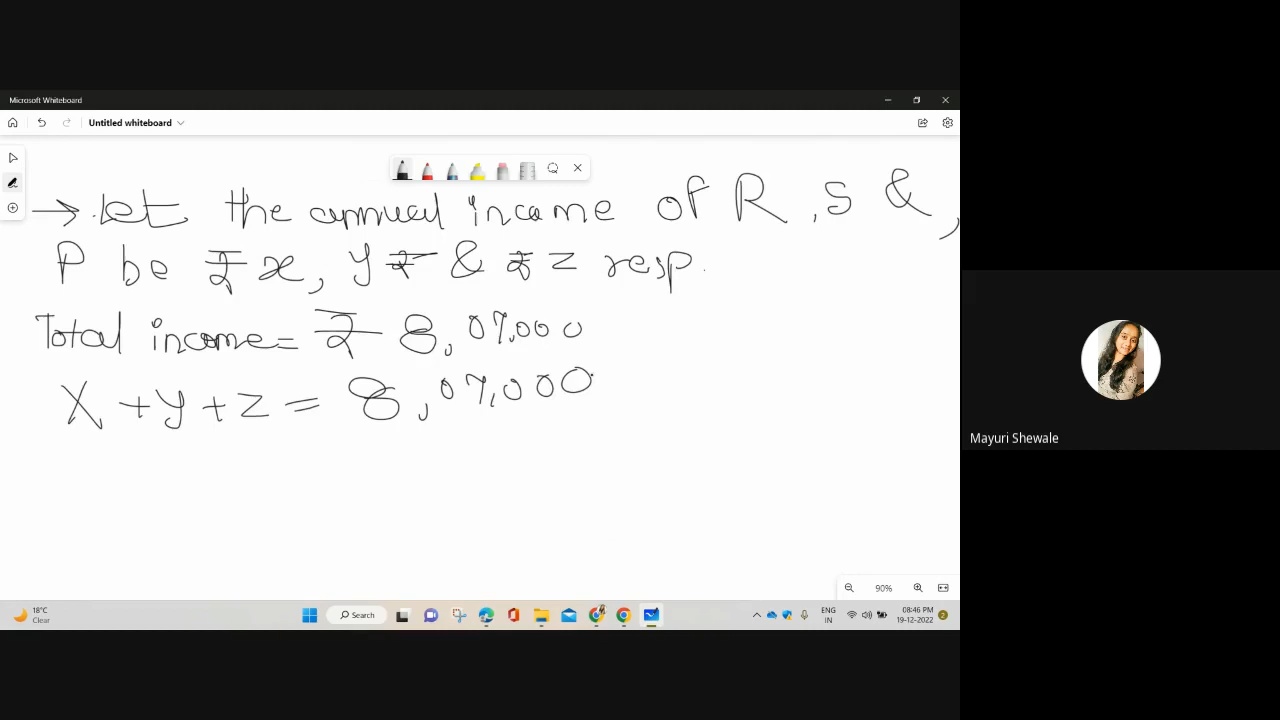 Microsoft Whiteboard
Untitled whiteboard
→ Let the annual income of R, S &,
P be ₹ x, y ₹ & ₹ z resp.
Total income = ₹ 8,07,000
X + y + z = 8,07,000
Mayuri Shewale
90%
18°C
Clear
Search
ENG
IN
08:46 PM
19-12-2022
2